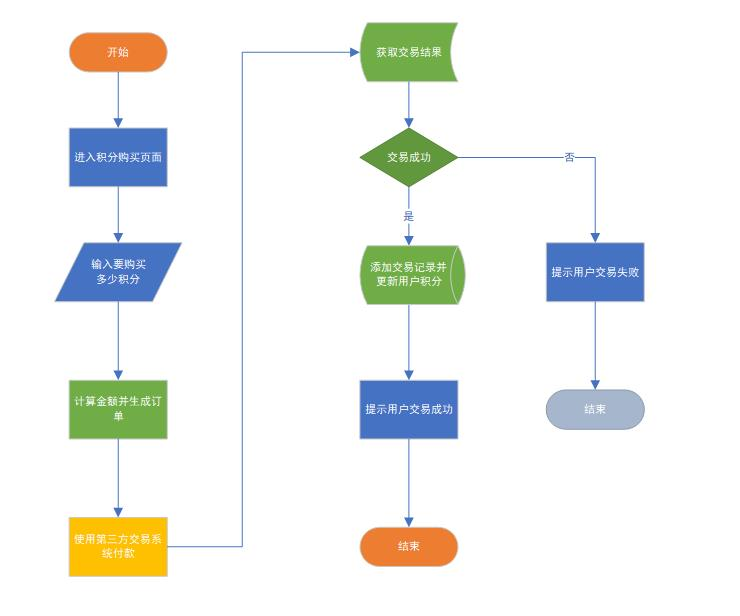 开始
进入积分购买页面
输入要购买
多少积分
计算金额并生成订
单
使用第三方交易系
统付款
获取交易结果
交易成功
否
是
添加交易记录并
更新用户积分
提示用户交易失败
提示用户交易成功
结束
结束